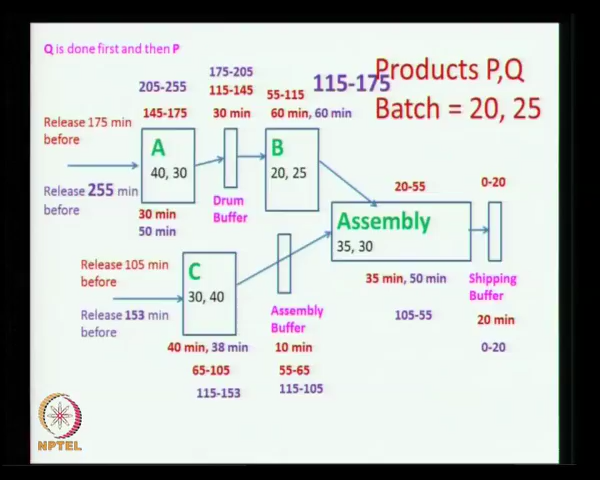 Q is done first and then P
Products P,Q
Batch = 20, 25
205-255
145-175
175-205
115-145
30 min
55-115
115-175
60 min, 60 min
Release 175 min
before
Release 255 min
before
A
40, 30
30 min
50 min
Drum
Buffer
B
20, 25
20-55
0-20
Assembly
35, 30
35 min, 50 min
105-55
Shipping
Buffer
20 min
0-20
Release 105 min
before
Release 153 min
before
C
30, 40
40 min, 38 min
65-105
115-153
Assembly
Buffer
10 min
55-65
115-105
NPTEL